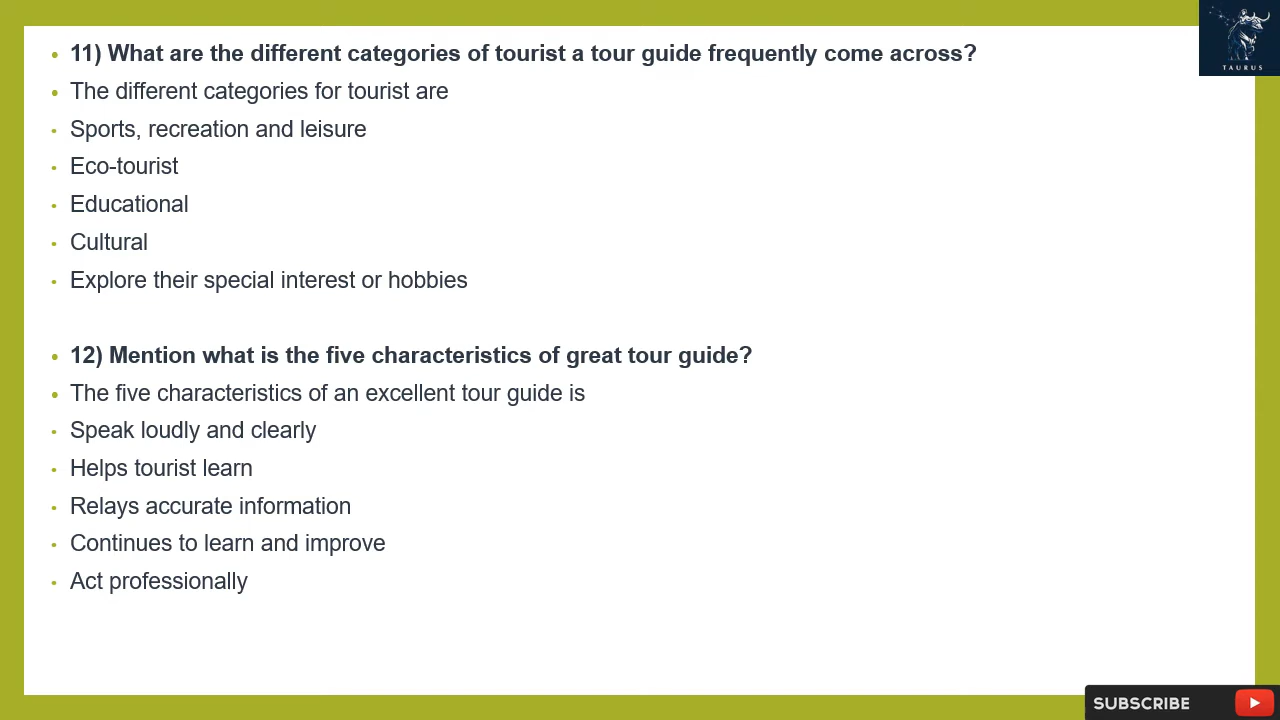 TAURUS
11) What are the different categories of tourist a tour guide frequently come across?
The different categories for tourist are
Sports, recreation and leisure
Eco-tourist
Educational
Cultural
Explore their special interest or hobbies
12) Mention what is the five characteristics of great tour guide?
The five characteristics of an excellent tour guide is
Speak loudly and clearly
Helps tourist learn
Relays accurate information
Continues to learn and improve
Act professionally
SUBSCRIBE